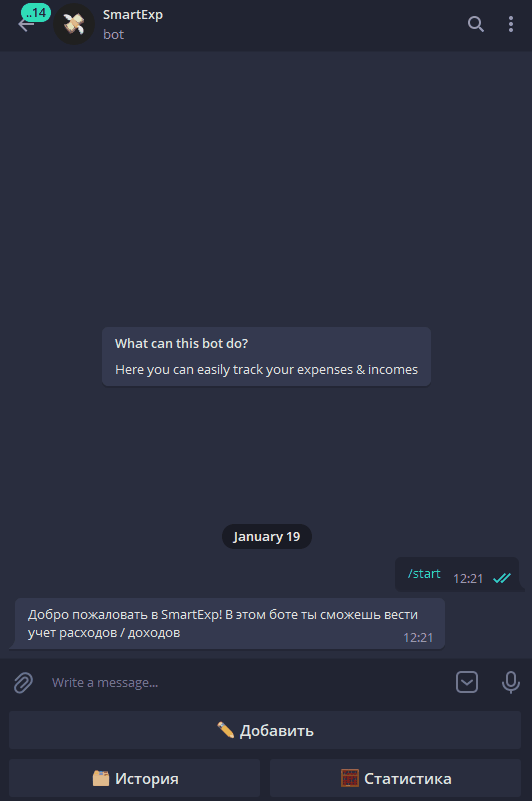 ..14
SmartExp
bot
What can this bot do?
Here you can easily track your expenses & incomes
January 19
/start 12:21
Добро пожаловать в SmartExp! В этом боте ты сможешь вести
учет расходов / доходов
12:21
Write a message...
Добавить
История
Статистика